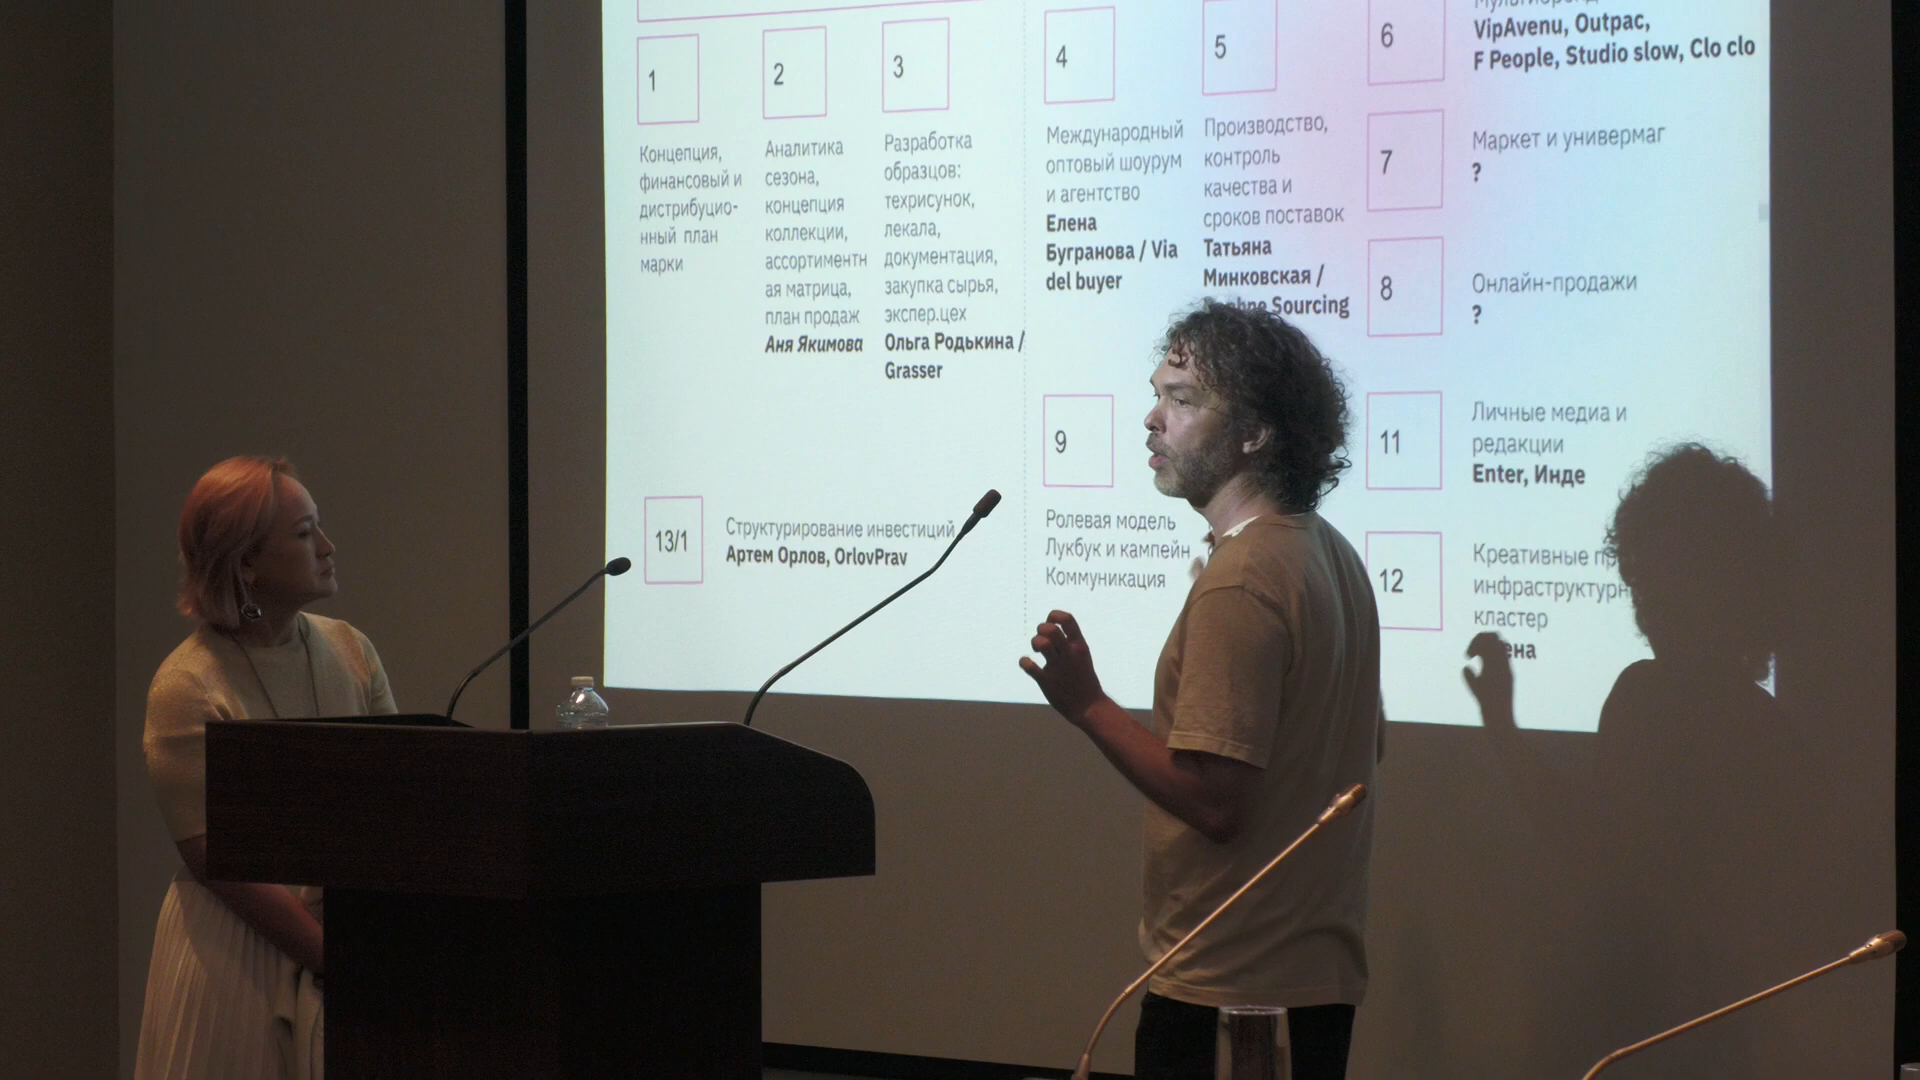 1
Концепция,
финансовый и
дистрибуцио-
нный план
марки
2
Аналитика
сезона,
концепция
коллекции,
ассортиментн
ая матрица,
план продаж
Аня Якимова
3
Разработка
образцов:
техрисунок,
лекала,
документация,
закупка сырья,
экспер.цех
Ольга Родькина /
Grasser
4
Международный
оптовый шоурум
и агентство
Елена
Бугранова / Via
del buyer
5
Производство,
контроль
качества и
сроков поставок
Татьяна
Минковская /
Sourcing
6
VipAvenu, Outpac,
F People, Studio slow, Clo clo
7
Маркет и универмаг
?
8
Онлайн-продажи
?
9
Ролевая модель
Лукбук и кампейн
Коммуникация
11
Личные медиа и
редакции
Enter, Инде
12
Креативные
кластер
13/1
Структурирование инвестиций
Артем Орлов, OrlovPrav